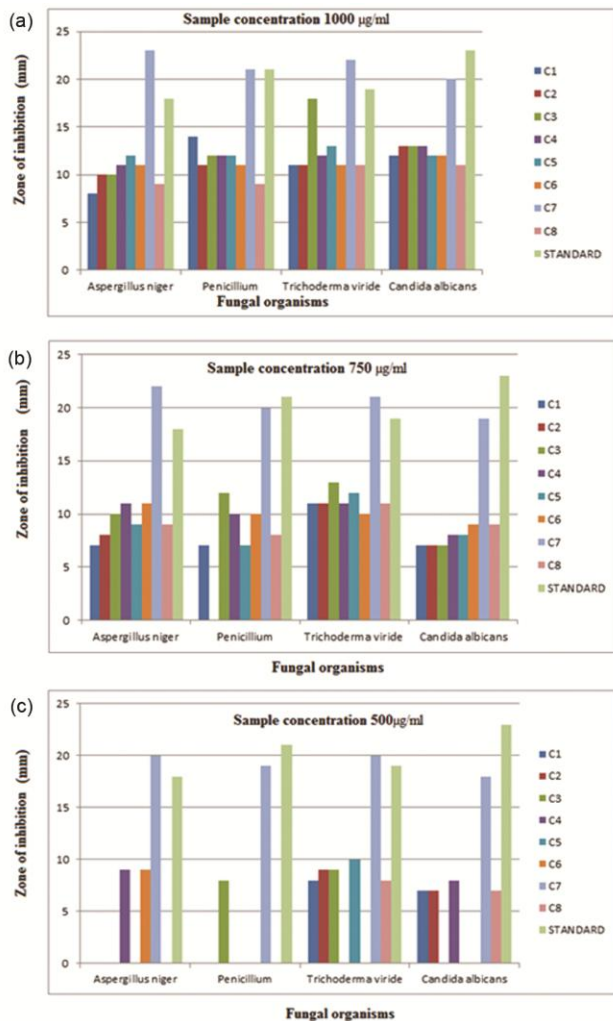 (a)
Sample concentration 1000 µg/ml
Zone of inhibition (mm)
25
20
15
10
5
0
Aspergillus niger Penicillium Trichoderma viride Candida albicans
Fungal organisms
C1
C2
C3
C4
C5
C6
C7
C8
STANDARD
(b)
Sample concentration 750 µg/ml
Zone of inhibition (mm)
25
20
15
10
5
0
Aspergillus niger Penicillium Trichoderma viride Candida albicans
Fungal organisms
C1
C2
C3
C4
C5
C6
C7
C8
STANDARD
(c)
Sample concentration 500µg/ml
Zone of inhibition (mm)
25
20
15
10
5
0
Aspergillus niger Penicillium Trichoderma viride Candida albicans
Fungal organisms
C1
C2
C3
C4
C5
C6
C7
C8
STANDARD